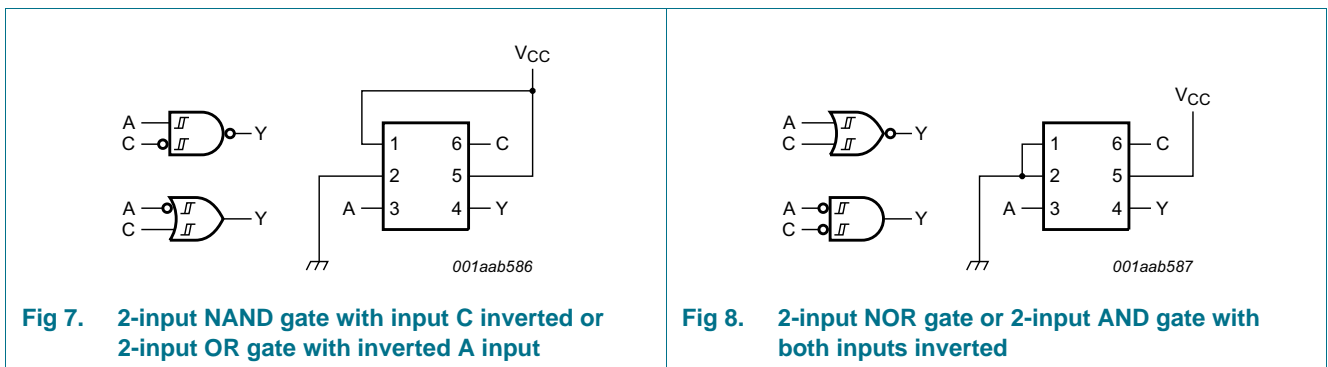 VCC
A
C
Y
A
C
Y
1
2
3
6
5
4
A
C
Y
001aab586
Fig 7. 2-input NAND gate with input C inverted or
2-input OR gate with inverted A input
VCC
A
C
Y
A
C
Y
1
2
3
6
5
4
A
C
Y
001aab587
Fig 8. 2-input NOR gate or 2-input AND gate with
both inputs inverted